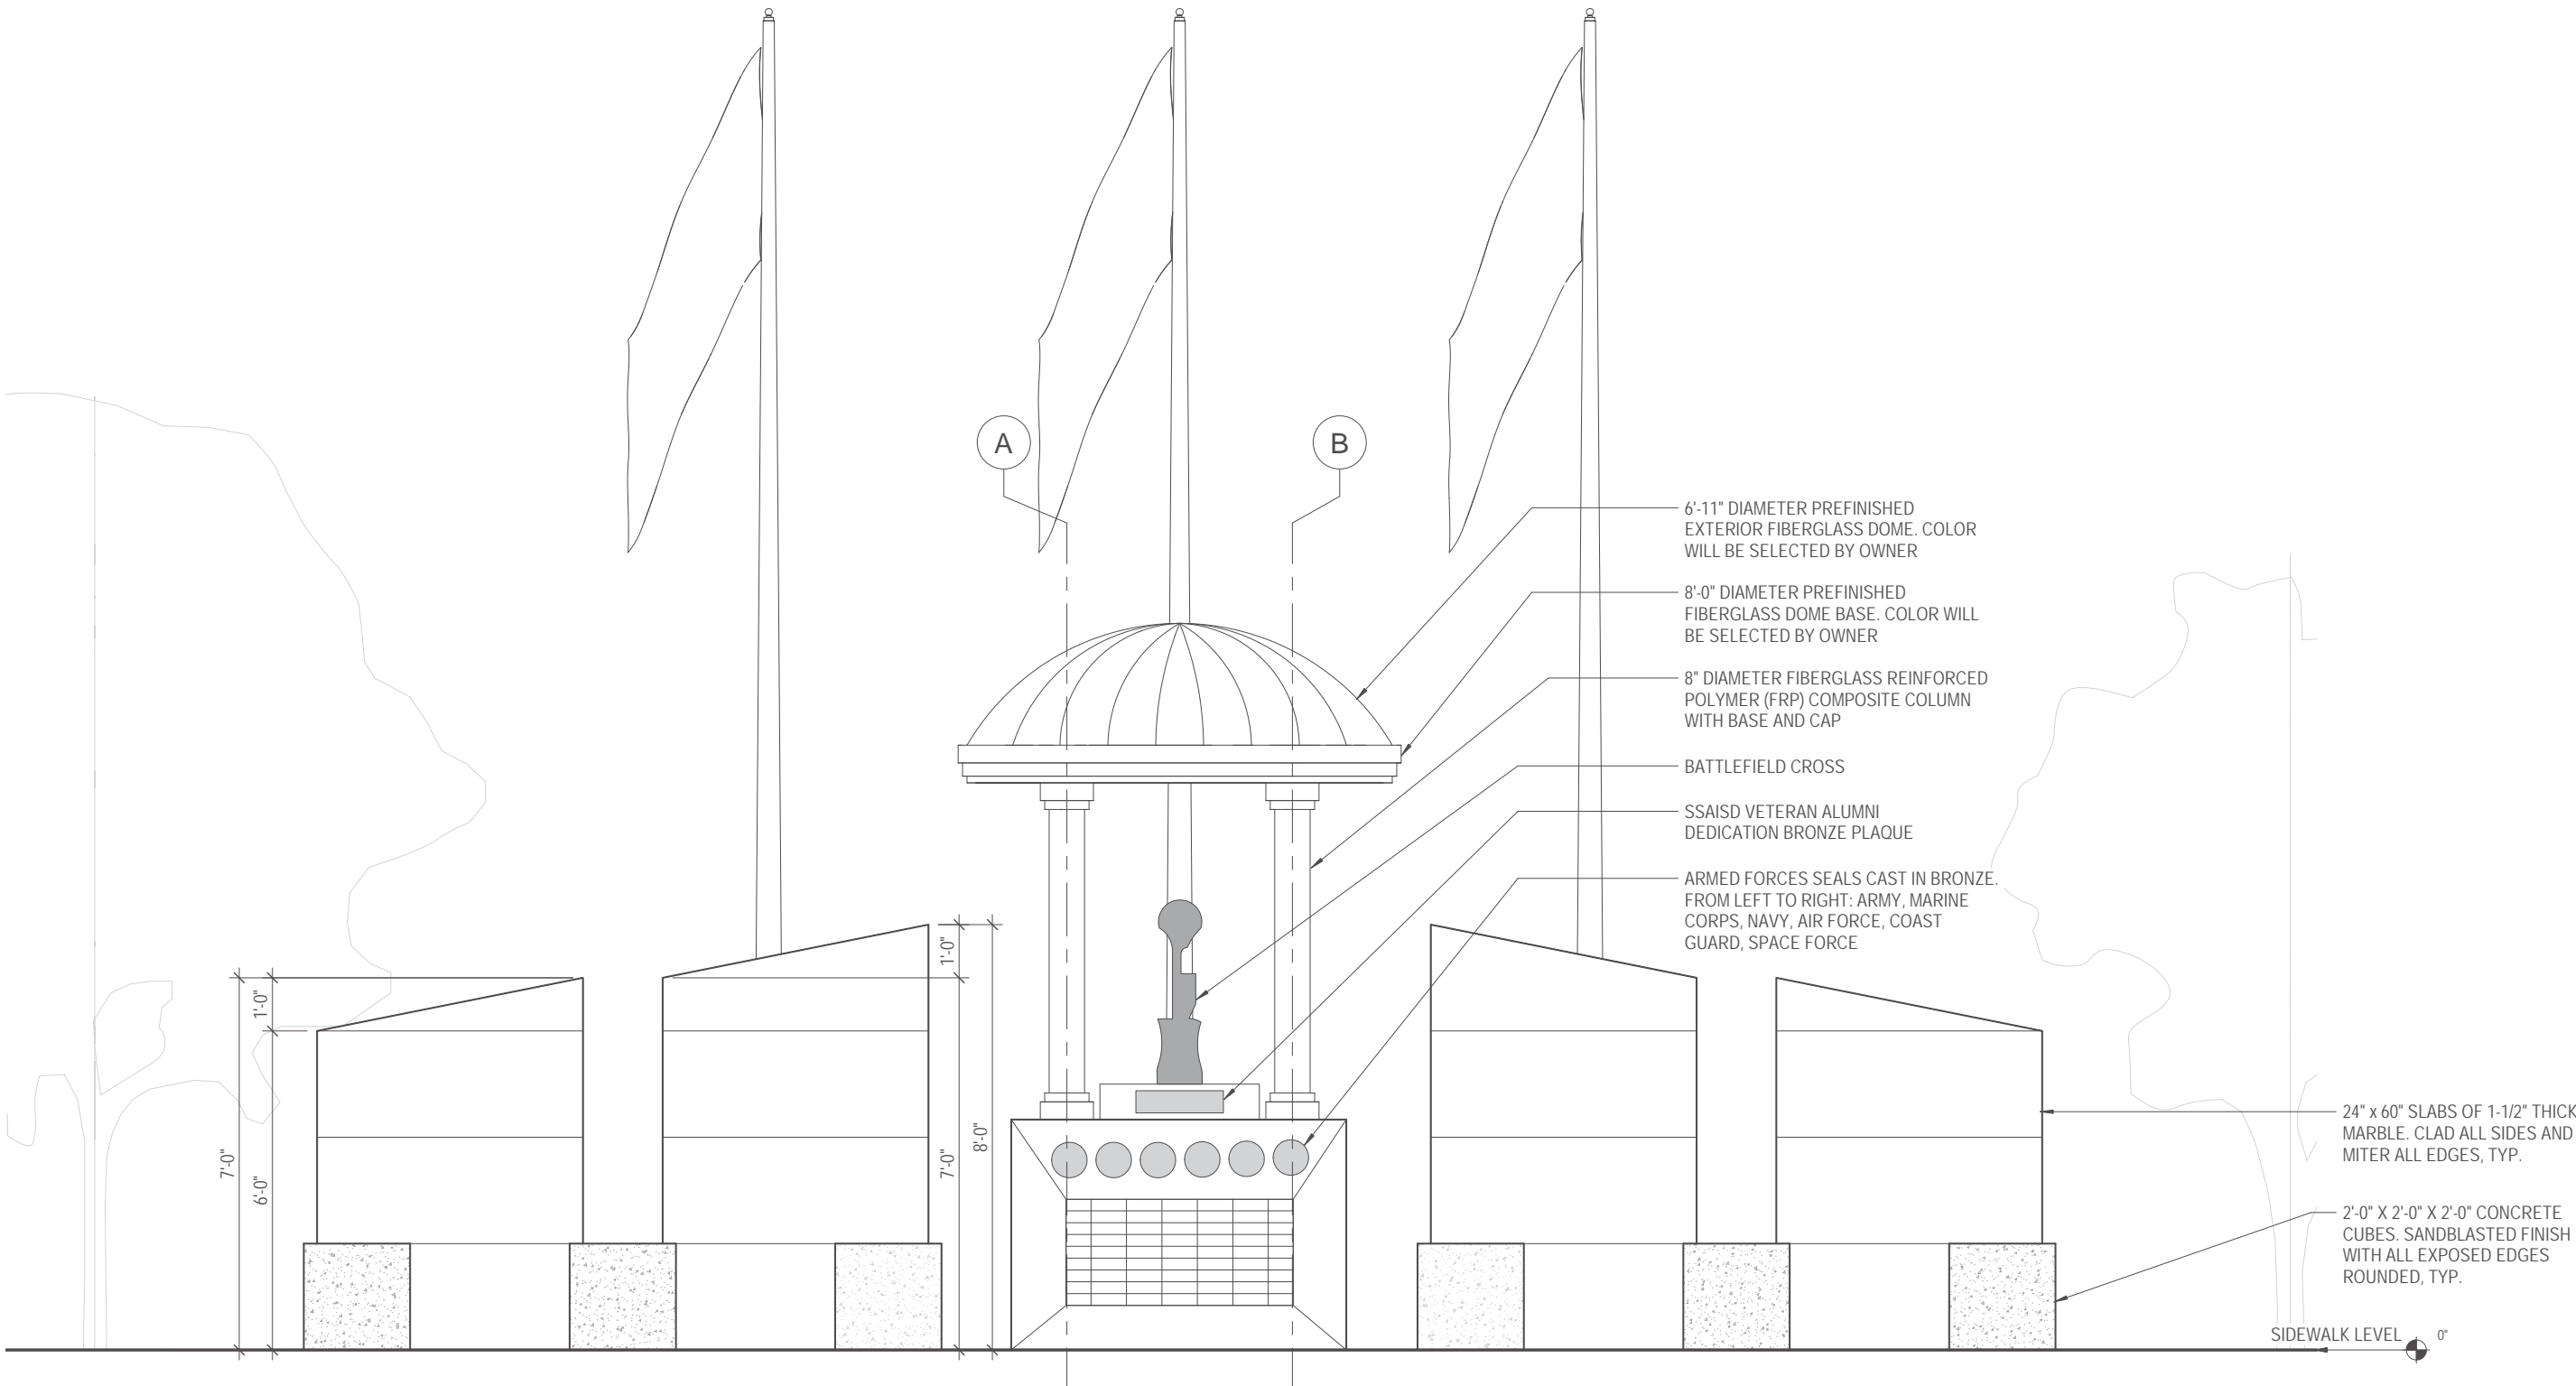 A
B
6'-11" DIAMETER PREFINISHED
EXTERIOR FIBERGLASS DOME. COLOR
WILL BE SELECTED BY OWNER
8'-0" DIAMETER PREFINISHED
FIBERGLASS DOME BASE. COLOR WILL
BE SELECTED BY OWNER
8" DIAMETER FIBERGLASS REINFORCED
POLYMER (FRP) COMPOSITE COLUMN
WITH BASE AND CAP
BATTLEFIELD CROSS
SSAISD VETERAN ALUMNI
DEDICATION BRONZE PLAQUE
ARMED FORCES SEALS CAST IN BRONZE.
FROM LEFT TO RIGHT: ARMY, MARINE
CORPS, NAVY, AIR FORCE, COAST
GUARD, SPACE FORCE
1'-0"
1'-0"
7'-0"
6'-0"
7'-0"
8'-0"
24" x 60" SLABS OF 1-1/2" THICK
MARBLE. CLAD ALL SIDES AND
MITER ALL EDGES, TYP.
2'-0" X 2'-0" X 2'-0" CONCRETE
CUBES. SANDBLASTED FINISH
WITH ALL EXPOSED EDGES
ROUNDED, TYP.
SIDEWALK LEVEL 0"